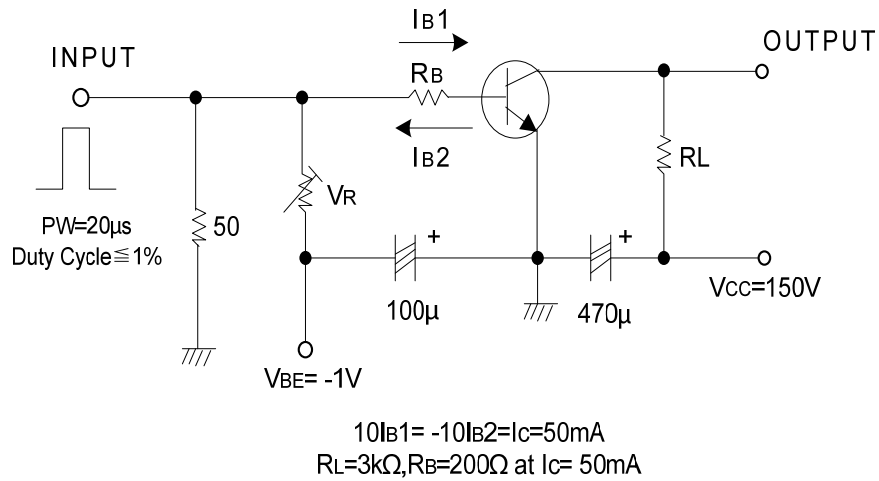 IB1
OUTPUT
INPUT
RB
IB2
RL
VR
PW=20μs
Duty Cycle≦1%
50
+
+
100μ
470μ
VCC=150V
VBE= -1V
10IB1= -10IB2=IC=50mA
RL=3kΩ,RB=200Ω at IC= 50mA